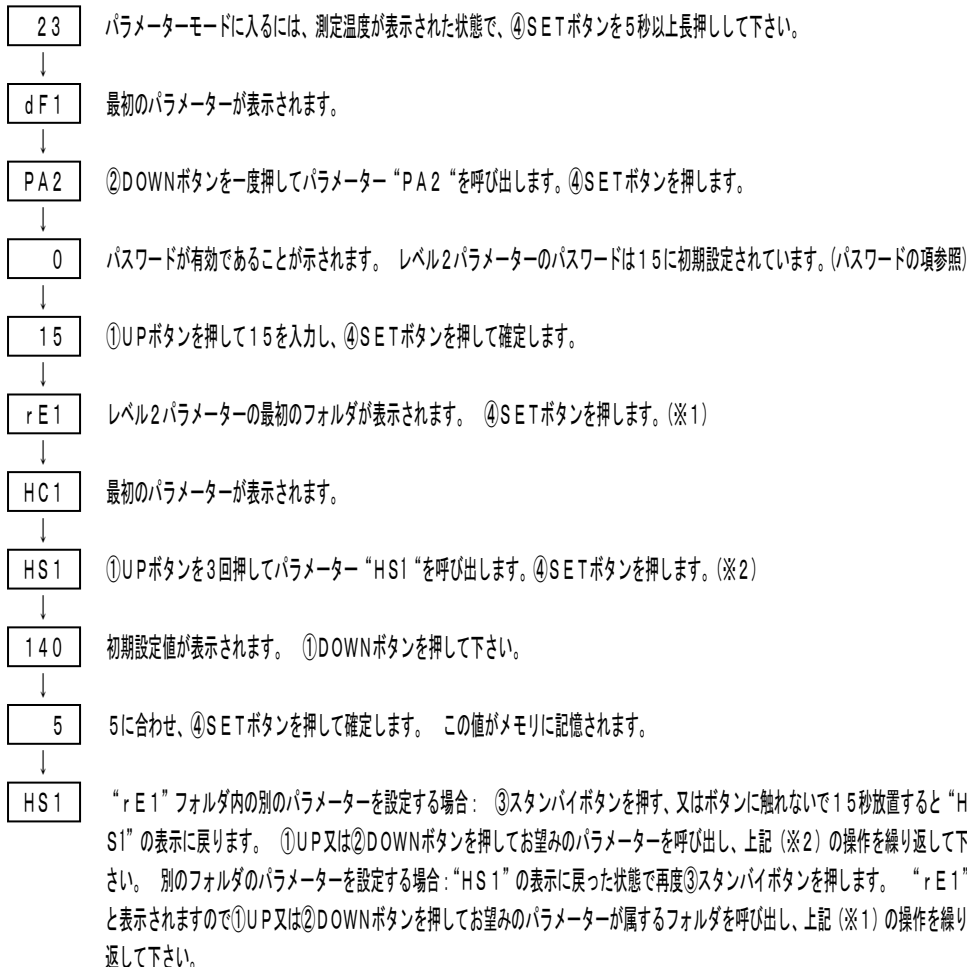 23 パラメーターモードに入るには、測定温度が表示された状態で、④SETボタンを5秒以上長押しして下さい。
↓
dF1 最初のパラメーターが表示されます。
↓
PA2 ②DOWNボタンを一度押してパラメーター“PA2“を呼び出します。④SETボタンを押します。
↓
0 パスワードが有効であることが示されます。 レベル2パラメーターのパスワードは15に初期設定されています。(パスワードの項参照)
↓
15 ①UPボタンを押して15を入力し、④SETボタンを押して確定します。
↓
rE1 レベル2パラメーターの最初のフォルダが表示されます。 ④SETボタンを押します。(※1)
↓
HC1 最初のパラメーターが表示されます。
↓
HS1 ①UPボタンを3回押してパラメーター“HS1“を呼び出します。④SETボタンを押します。(※2)
↓
140 初期設定値が表示されます。 ①DOWNボタンを押して下さい。
↓
5 5に合わせ、④SETボタンを押して確定します。 この値がメモリに記憶されます。
↓
HS1 “rE1”フォルダ内の別のパラメーターを設定する場合: ③スタンバイボタンを押す、又はボタンに触れないで15秒放置すると“H
S1”の表示に戻ります。 ①UP又は②DOWNボタンを押してお望みのパラメーターを呼び出し、上記(※2)の操作を繰り返して下
さい。 別のフォルダのパラメーターを設定する場合:“HS1”の表示に戻った状態で再度③スタンバイボタンを押します。 “rE1”
と表示されますので①UP又は②DOWNボタンを押してお望みのパラメーターが属するフォルダを呼び出し、上記(※1)の操作を繰り
返して下さい。